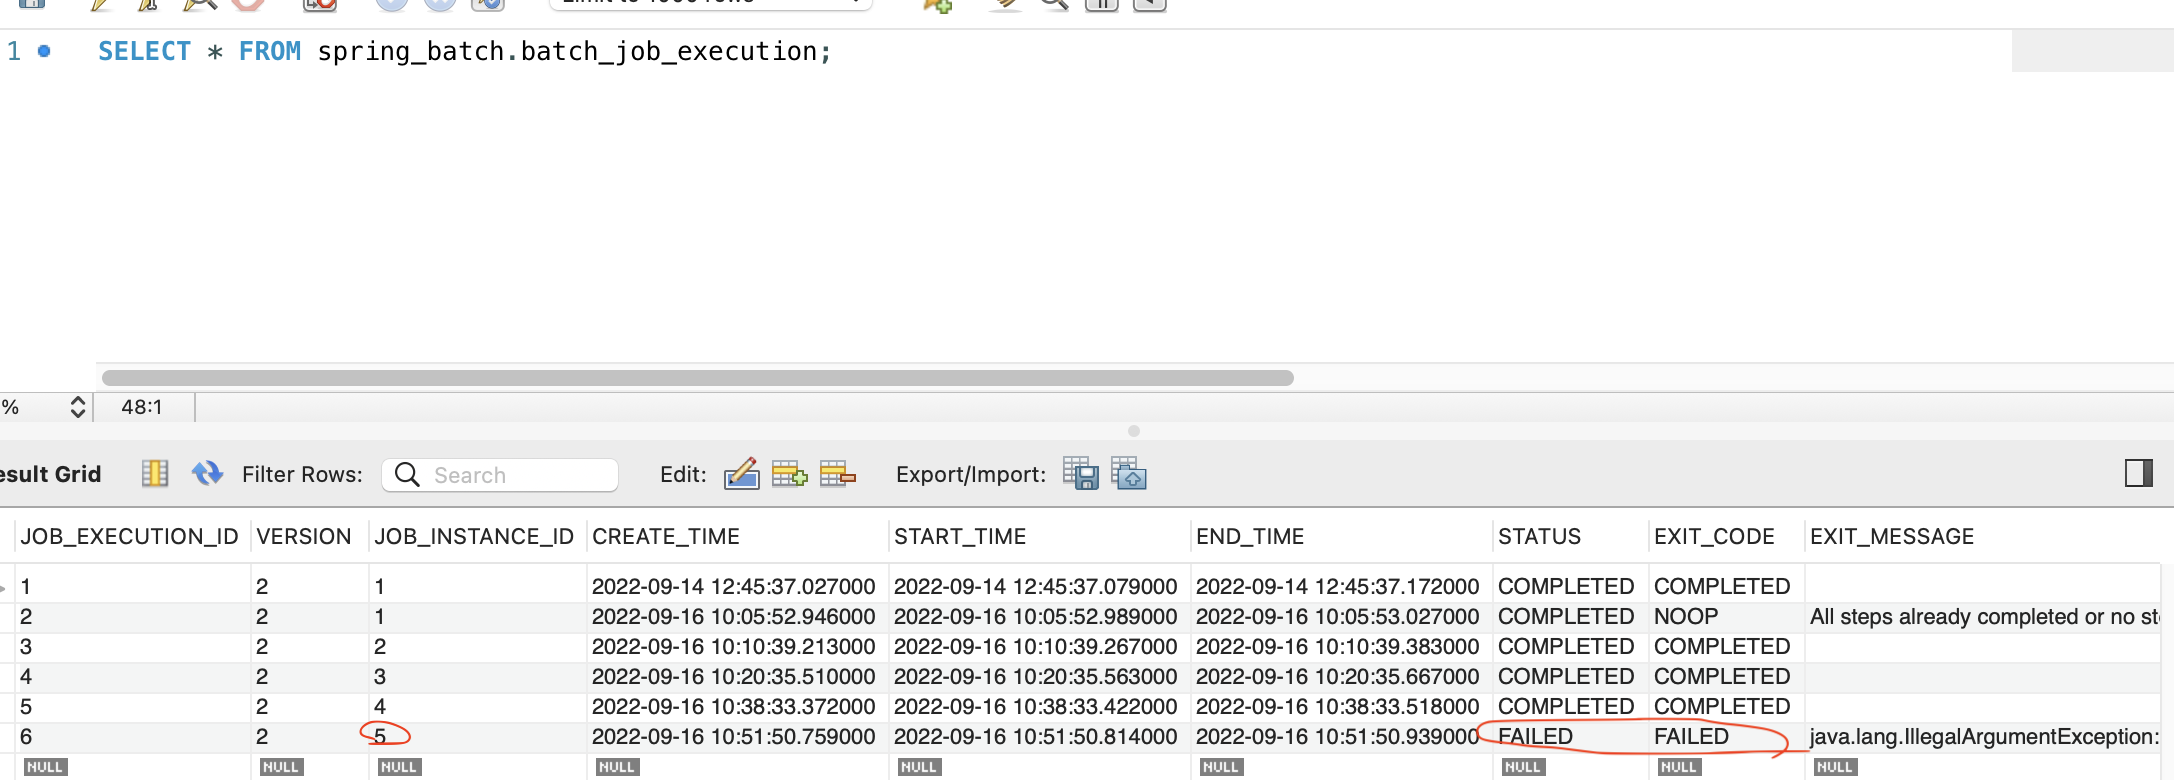 Limit to 1000 rows
1 SELECT * FROM spring_batch.batch_job_execution;
% 48:1
esult Grid Filter Rows: Search Edit: Export/Import:
JOB_EXECUTION_ID VERSION JOB_INSTANCE_ID CREATE_TIME START_TIME END_TIME STATUS EXIT_CODE EXIT_MESSAGE
1 2 1 2022-09-14 12:45:37.027000 2022-09-14 12:45:37.079000 2022-09-14 12:45:37.172000 COMPLETED COMPLETED
2 2 1 2022-09-16 10:05:52.946000 2022-09-16 10:05:52.989000 2022-09-16 10:05:53.027000 COMPLETED NOOP All steps already completed or no st
3 2 2 2022-09-16 10:10:39.213000 2022-09-16 10:10:39.267000 2022-09-16 10:10:39.383000 COMPLETED COMPLETED
4 2 3 2022-09-16 10:20:35.510000 2022-09-16 10:20:35.563000 2022-09-16 10:20:35.667000 COMPLETED COMPLETED
5 2 4 2022-09-16 10:38:33.372000 2022-09-16 10:38:33.422000 2022-09-16 10:38:33.518000 COMPLETED COMPLETED
6 2 5 2022-09-16 10:51:50.759000 2022-09-16 10:51:50.814000 2022-09-16 10:51:50.939000 FAILED FAILED java.lang.IllegalArgumentException:
NULL NULL NULL NULL NULL NULL NULL NULL NULL